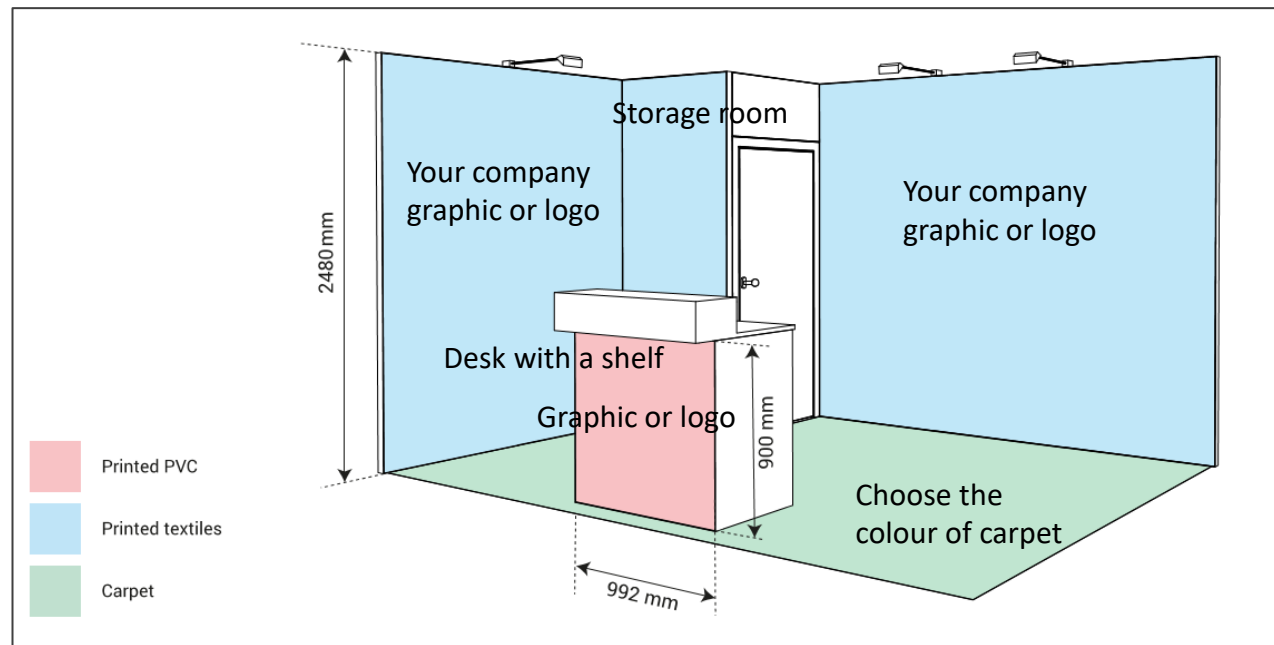 Storage room
Your company
graphic or logo
Your company
graphic or logo
2480 mm
Desk with a shelf
Graphic or logo
900 mm
Choose the
colour of carpet
992 mm
Printed PVC
Printed textiles
Carpet